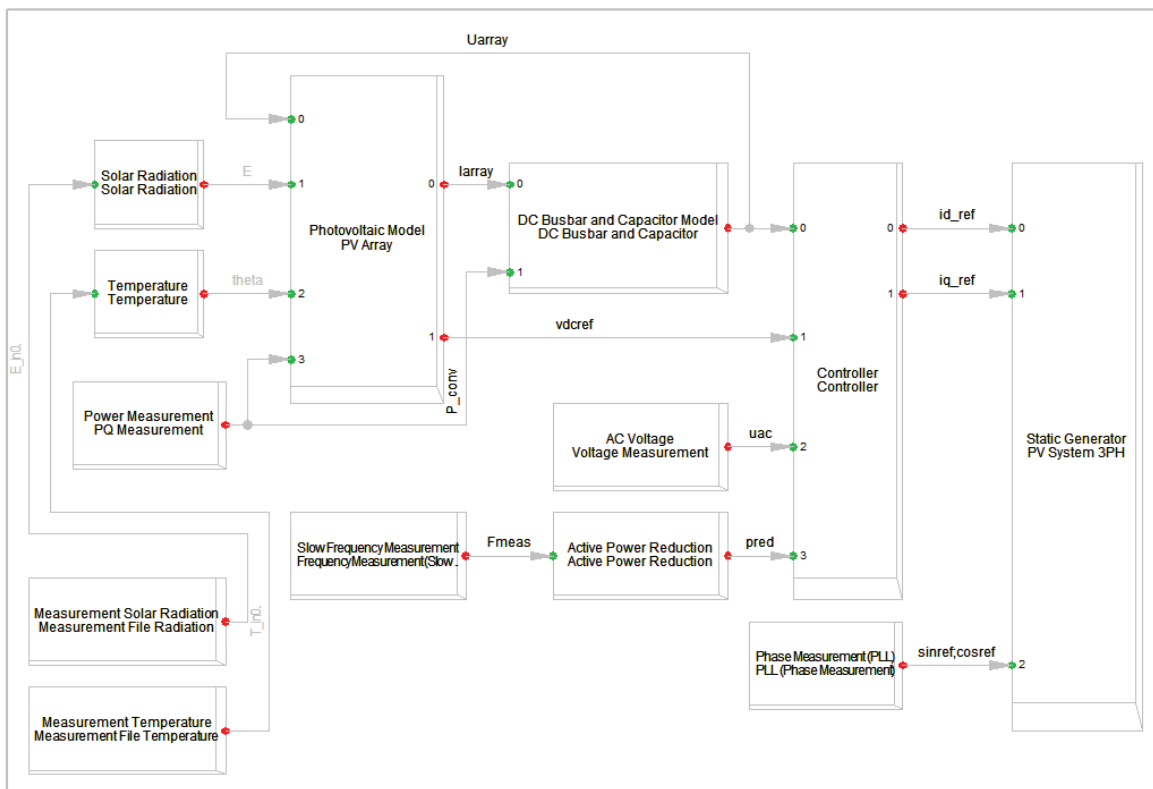 Uarray
0
Solar Radiation
Solar Radiation
E
1
0
Iarray
0
Photovoltaic Model
PV Array
DC Busbar and Capacitor Model
DC Busbar and Capacitor
1
0
0
id_ref
0
Temperature
Temperature
theta
2
1
iq_ref
1
1
vdcref
1
3
P_conv
E_in0.
Controller
Controller
Power Measurement
PQ Measurement
AC Voltage
Voltage Measurement
uac
2
Static Generator
PV System 3PH
Slow Frequency Measurement
Frequency Measurement(Slow..
Fmeas
Active Power Reduction
Active Power Reduction
pred
3
Measurement Solar Radiation
Measurement File Radiation
T_in0.
Phase Measurement (PLL)
PLL (Phase Measurement)
sinref;cosref
2
Measurement Temperature
Measurement File Temperature